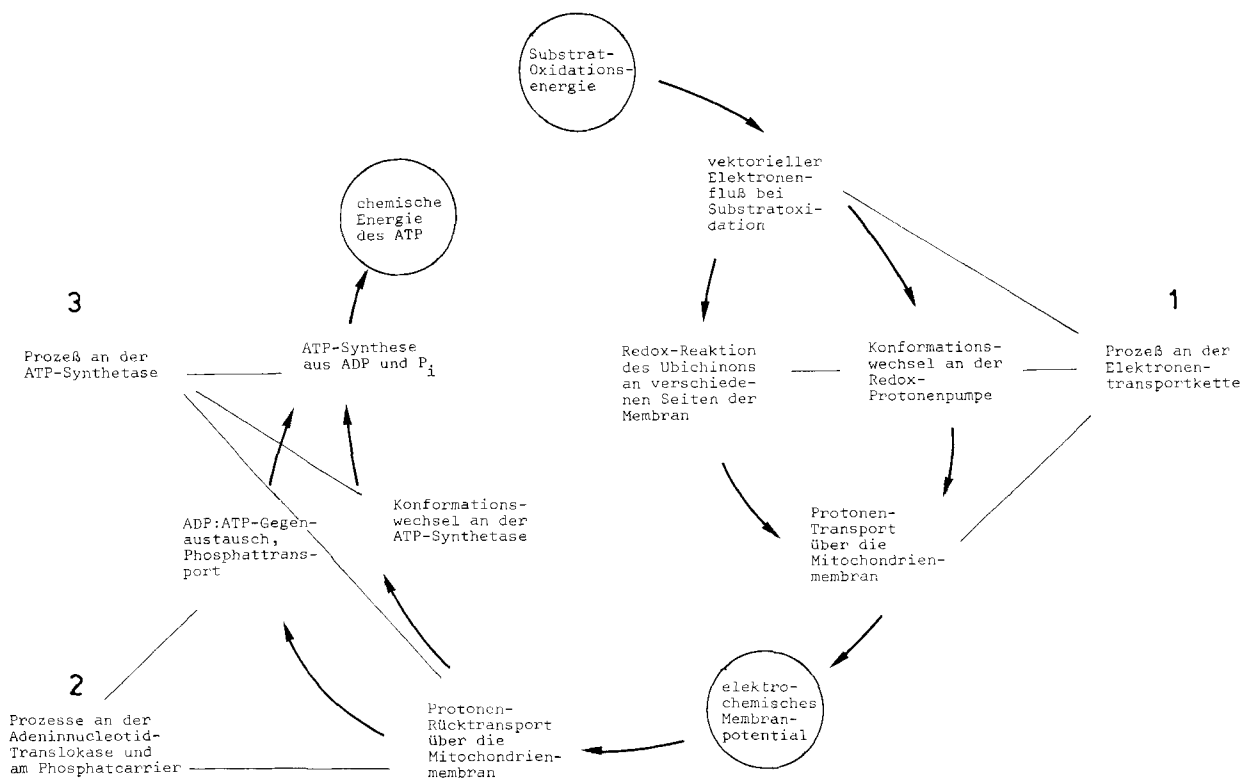 Substrat-
Oxidations-
energie
vektorieller
Elektronen-
fluß bei
Substratoxi-
dation
chemische
Energie
des ATP
3
Prozeß an der
ATP-Synthetase
ATP-Synthese
aus ADP und Pi
Redox-Reaktion
des Ubichinons
an verschiede-
nen Seiten der
Membran
Konformations-
wechsel an der
Redox-
Protonenpumpe
1
Prozeß an der
Elektronen-
transportkette
ADP:ATP-Gegen-
austausch,
Phosphattrans-
port
Konformations-
wechsel an der
ATP-Synthetase
Protonen-
Transport
über die
Mitochondrien-
membran
2
Prozesse an der
Adeninnucleotid-
Translokase und
am Phosphatcarrier
Protonen-
Rücktransport
über die
Mitochondrien-
membran
elektro-
chemisches
Membran-
potential